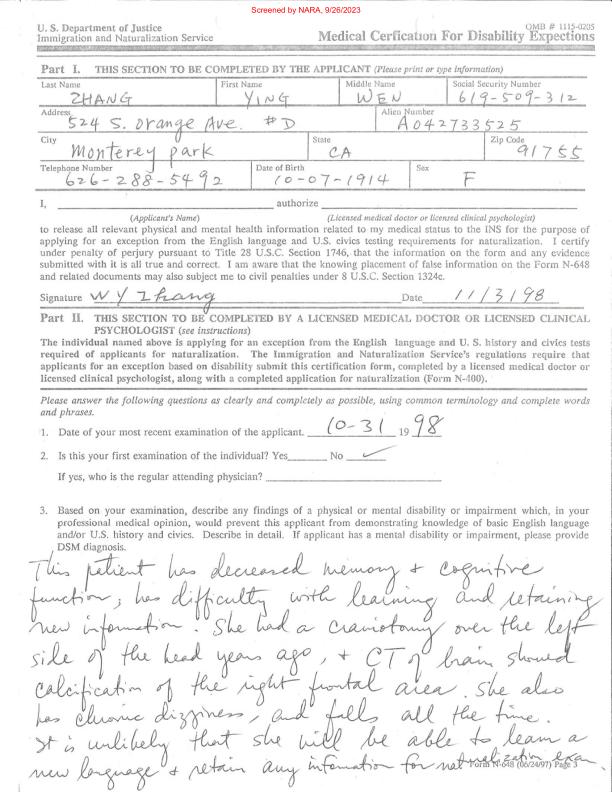 Screened by NARA, 9/26/2023
U. S. Department of Justice
Immigration and Naturalization Service
OMB # 1115-0205
Medical Cerfication For Disability Expections
Part I. THIS SECTION TO BE COMPLETED BY THE APPLICANT (Please print or type information)
Last Name First Name Middle Name Social Security Number
ZHANG YING WEN 619-509-312
Address Alien Number
524 S. Orange Ave. #D A042733525
City State Zip Code
Monterey park CA 91755
Telephone Number Date of Birth Sex
626-288-5492 10-07-1914 F
I, authorize
(Applicant's Name) (Licensed medical doctor or licensed clinical psychologist)
to release all relevant physical and mental health information related to my medical status to the INS for the purpose of
applying for an exception from the English language and U.S. civics testing requirements for naturalization. I certify
under penalty of perjury pursuant to Title 28 U.S.C. Section 1746, that the information on the form and any evidence
submitted with it is all true and correct. I am aware that the knowing placement of false information on the Form N-648
and related documents may also subject me to civil penalties under 8 U.S.C. Section 1324c.
Signature W Y Zhang Date 11/3/98
Part II. THIS SECTION TO BE COMPLETED BY A LICENSED MEDICAL DOCTOR OR LICENSED CLINICAL
PSYCHOLOGIST (see instructions)
The individual named above is applying for an exception from the English language and U. S. history and civics tests
required of applicants for naturalization. The Immigration and Naturalization Service's regulations require that
applicants for an exception based on disability submit this certification form, completed by a licensed medical doctor or
licensed clinical psychologist, along with a completed application for naturalization (Form N-400).
Please answer the following questions as clearly and completely as possible, using common terminology and complete words
and phrases.
1. Date of your most recent examination of the applicant. 10-31 19 98
2. Is this your first examination of the individual? Yes No ✓
If yes, who is the regular attending physician?
3. Based on your examination, describe any findings of a physical or mental disability or impairment which, in your
professional medical opinion, would prevent this applicant from demonstrating knowledge of basic English language
and/or U.S. history and civics. Describe in detail. If applicant has a mental disability or impairment, please provide
DSM diagnosis.
This patient has decreased memory + cognitive
function; has difficulty with learning and retaining
new information. She had a craniotomy over the left
side of the head years ago, + CT of brain showed
calcification of the right frontal area. She also
has chronic dizziness, and falls all the time.
It is unlikely that she will be able to learn a
new language + retain any information for naturalization exam.
Form N-648 (06/24/97) Page 3